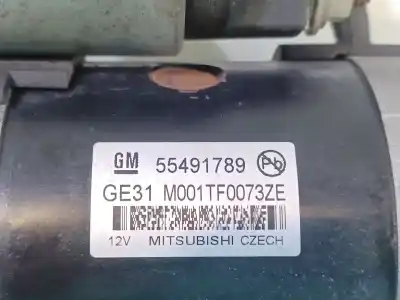 GM 55491789 Pb
GE31 M001TF0073ZE
12V MITSUBISHI CZECH